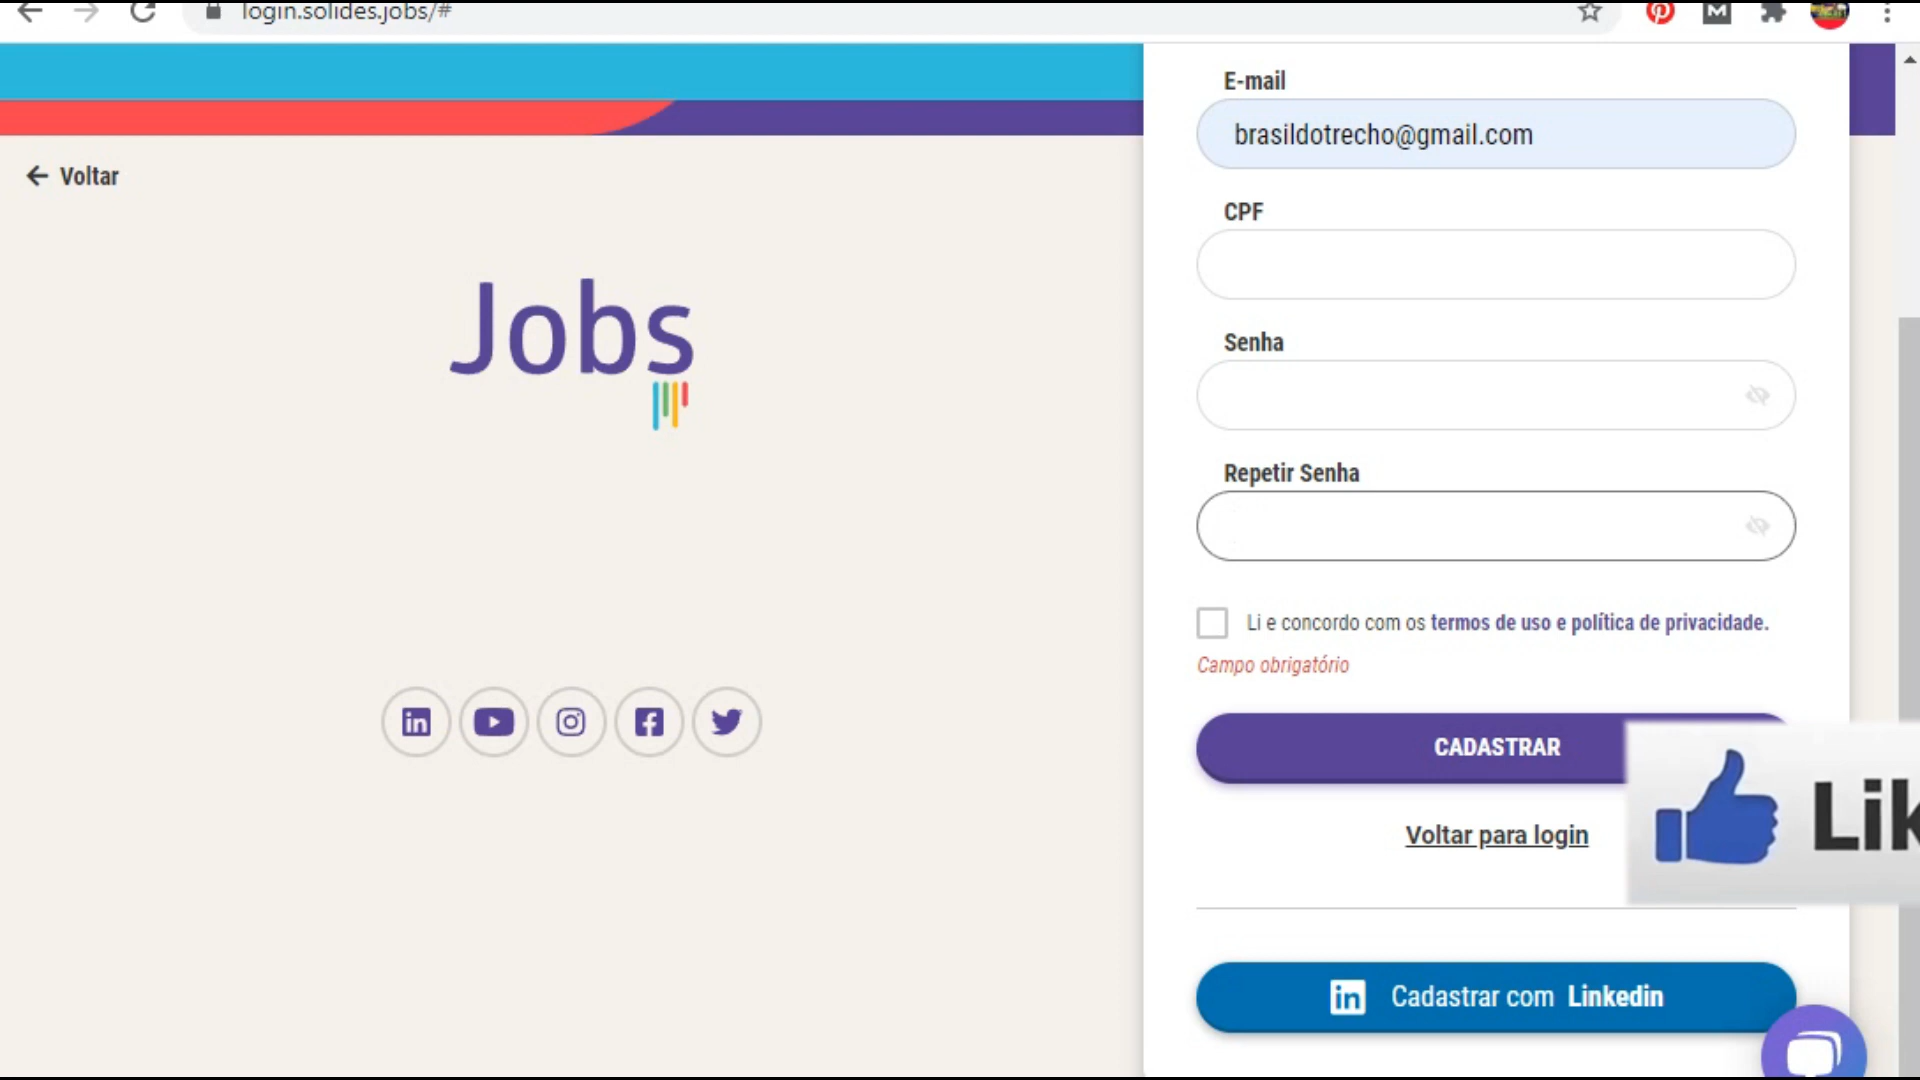 login.solides.jobs/#
E-mail
brasildotrecho@gmail.com
Voltar
CPF
Jobs
Senha
Repetir Senha
Li e concordo com os termos de uso e política de privacidade.
Campo obrigatório
CADASTRAR
Voltar para login
Lik
Cadastrar com Linkedin